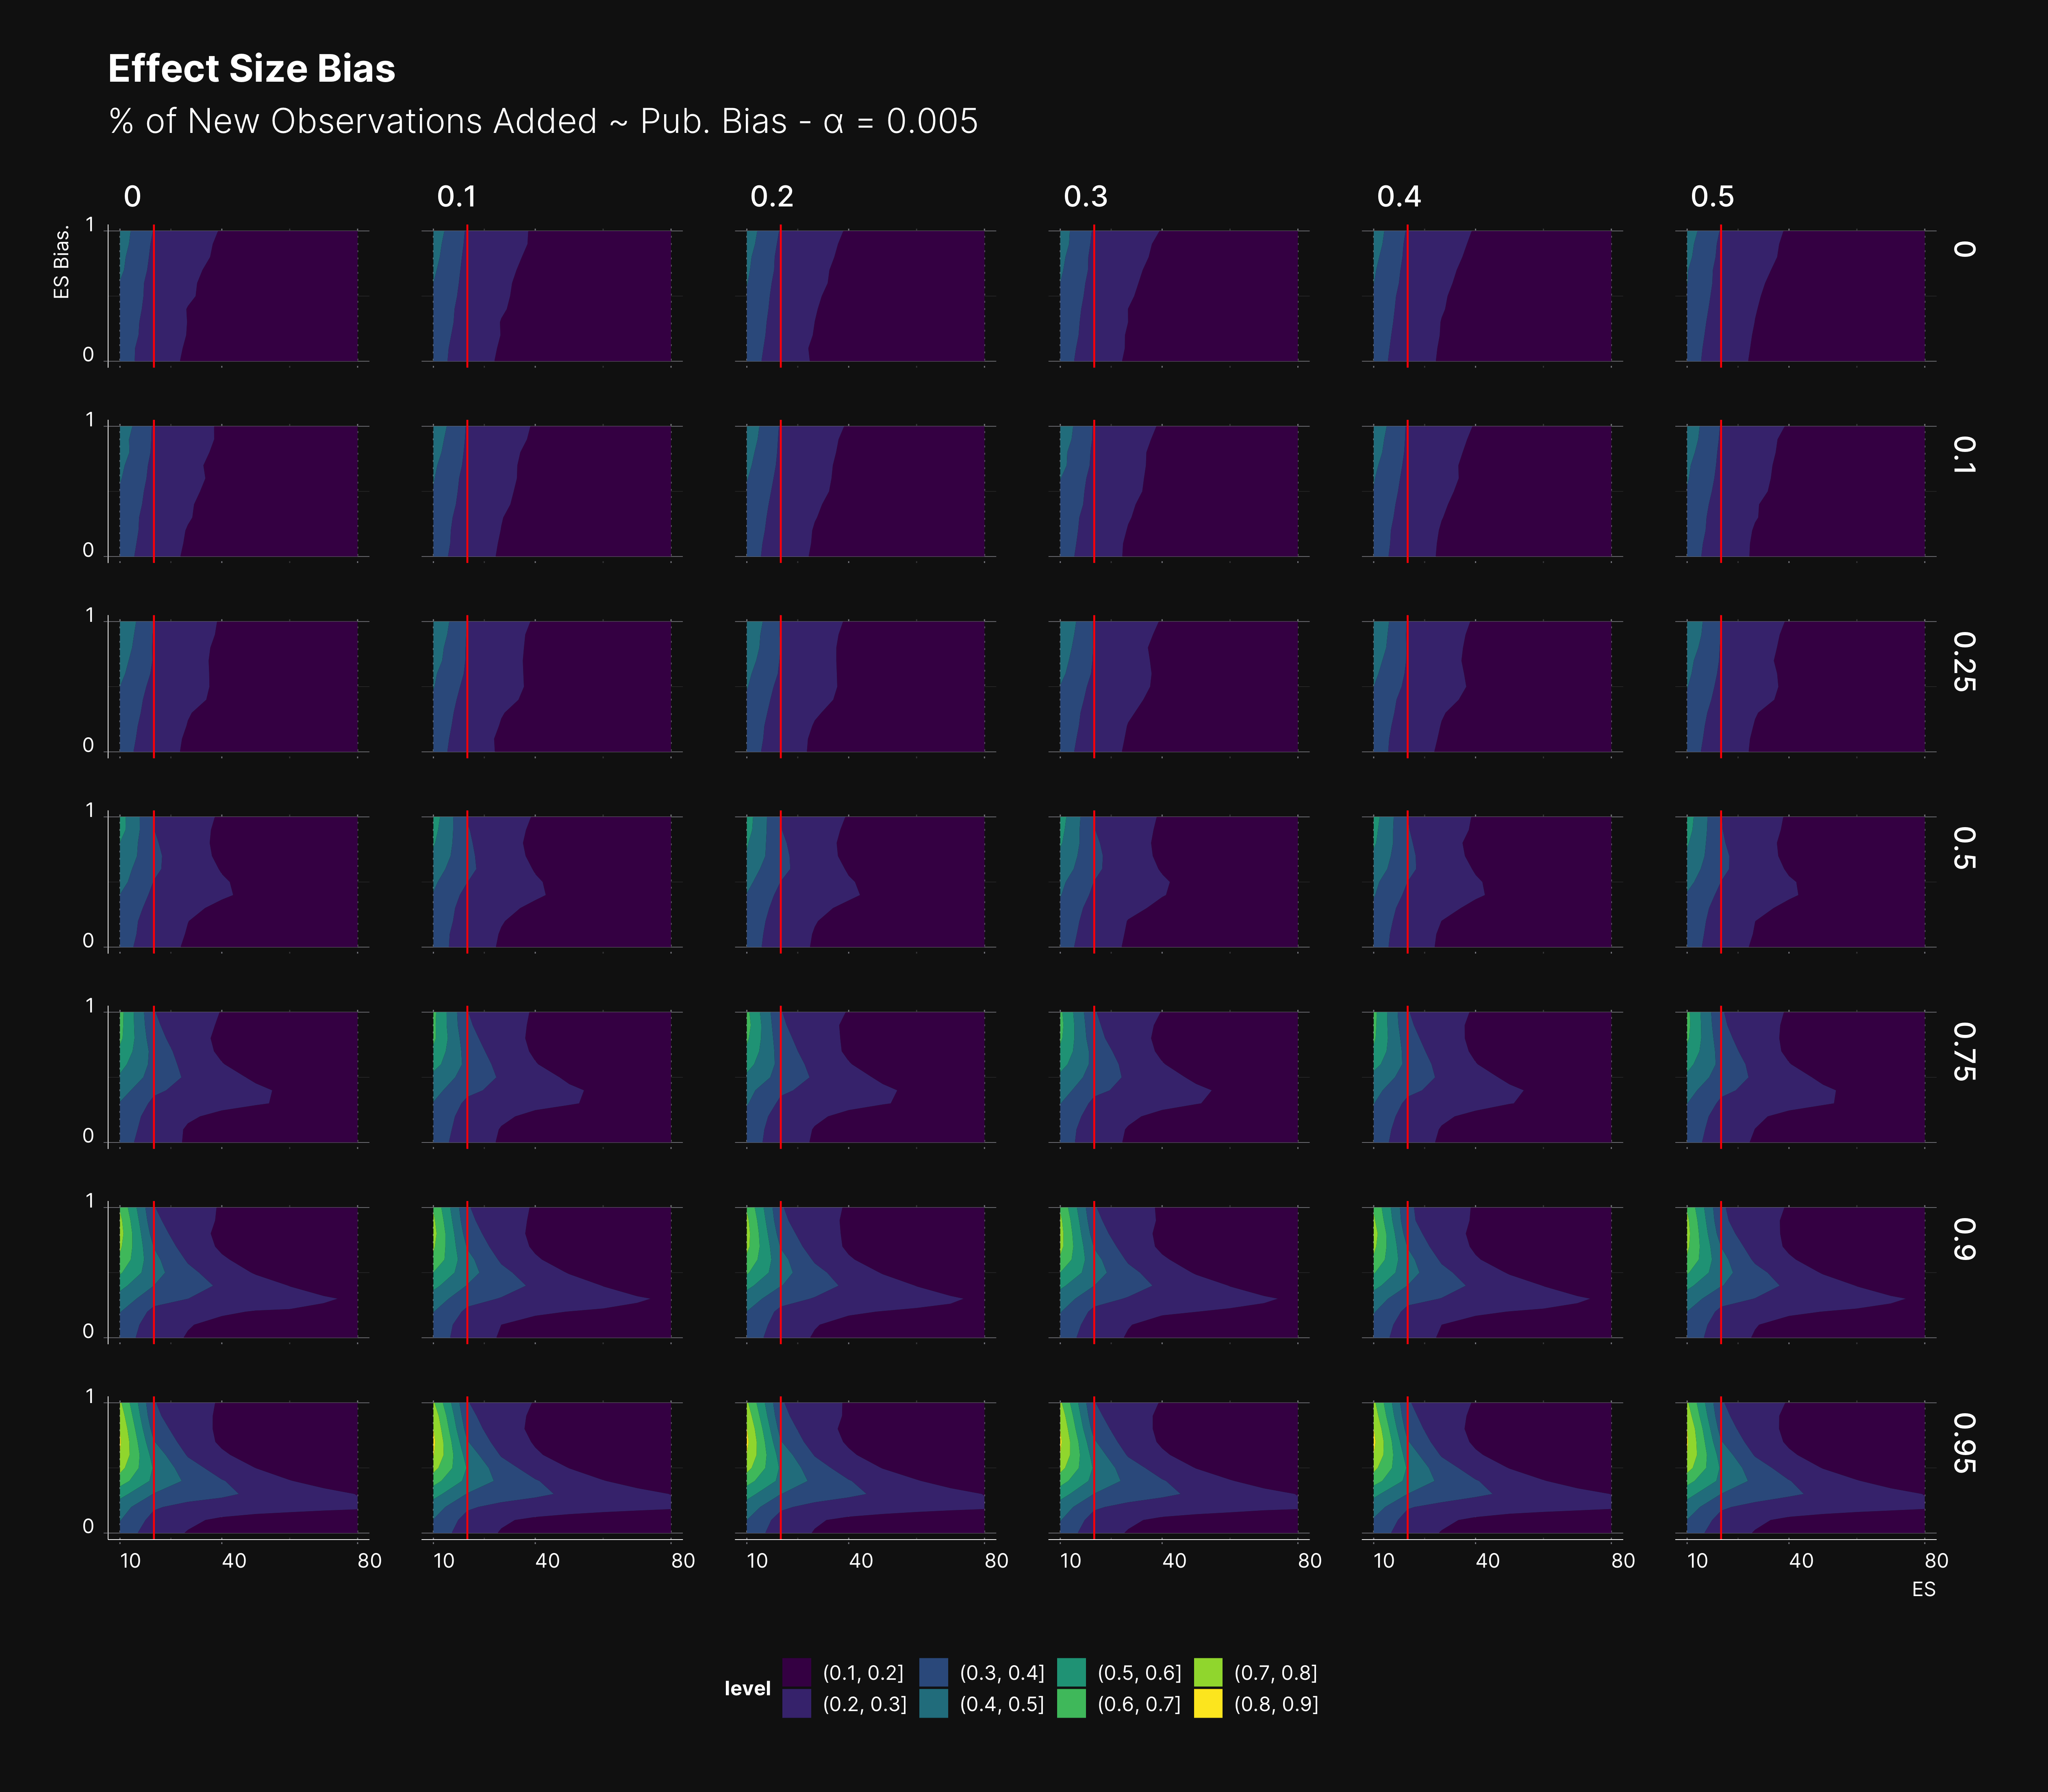 Effect Size Bias
% of New Observations Added ~ Pub. Bias - α = 0.005
0 0.1 0.2 0.3 0.4 0.5
ES Bias.
1
0
0
1
0
0.1
1
0
0.25
1
0
0.5
1
0
0.75
1
0
0.9
1
0
0.95
10 40 80 10 40 80 10 40 80 10 40 80 10 40 80 10 40 80
ES
level
(0.1, 0.2] (0.3, 0.4] (0.5, 0.6] (0.7, 0.8]
(0.2, 0.3] (0.4, 0.5] (0.6, 0.7] (0.8, 0.9]